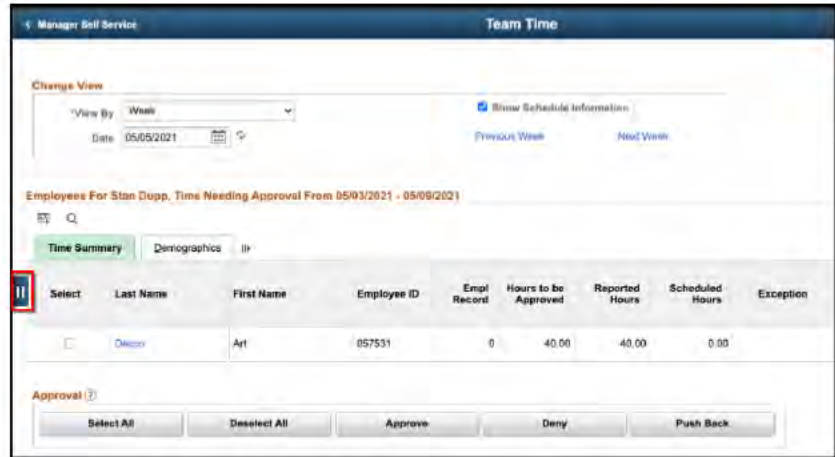 Manager Self Service Team Time
Change View
*View By Week Show Schedule Information
Date 05/05/2021 Previous Week Next Week
Employees For Stan Dupp, Time Needing Approval From 05/03/2021 - 05/09/2021
Time Summary Demographics
Select Last Name First Name Employee ID Empl Record Hours to be Approved Reported Hours Scheduled Hours Exception
Art 057531 0 40.00 40.00 0.00
Approval
Select All Deselect All Approve Deny Push Back